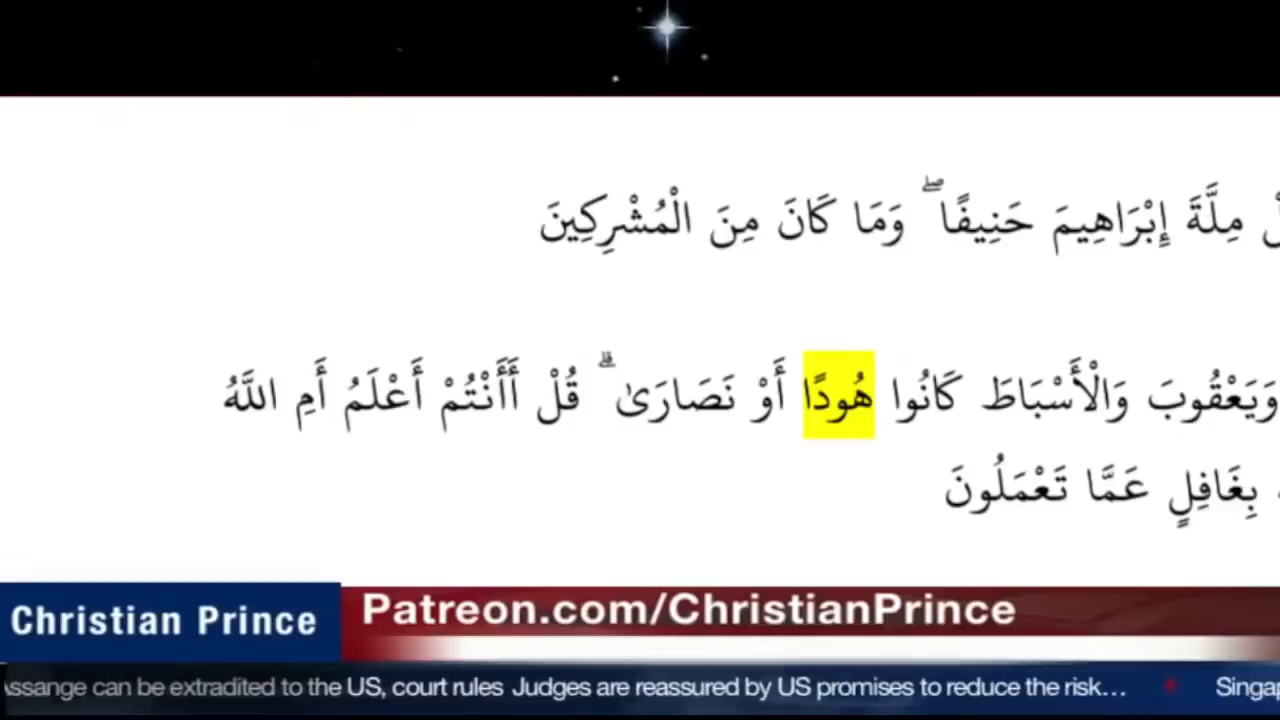 مِلَّةَ إِبْرَاهِيمَ حَنِيفًا ۖ وَمَا كَانَ مِنَ الْمُشْرِكِينَ
وَيَعْقُوبَ وَالْأَسْبَاطَ كَانُوا هُودًا أَوْ نَصَارَىٰ ۗ قُلْ أَأَنْتُمْ أَعْلَمُ أَمِ اللَّهُ
بِغَافِلٍ عَمَّا تَعْمَلُونَ
Christian Prince
Patreon.com/ChristianPrince
Assange can be extradited to the US, court rules Judges are reassured by US promises to reduce the risk…